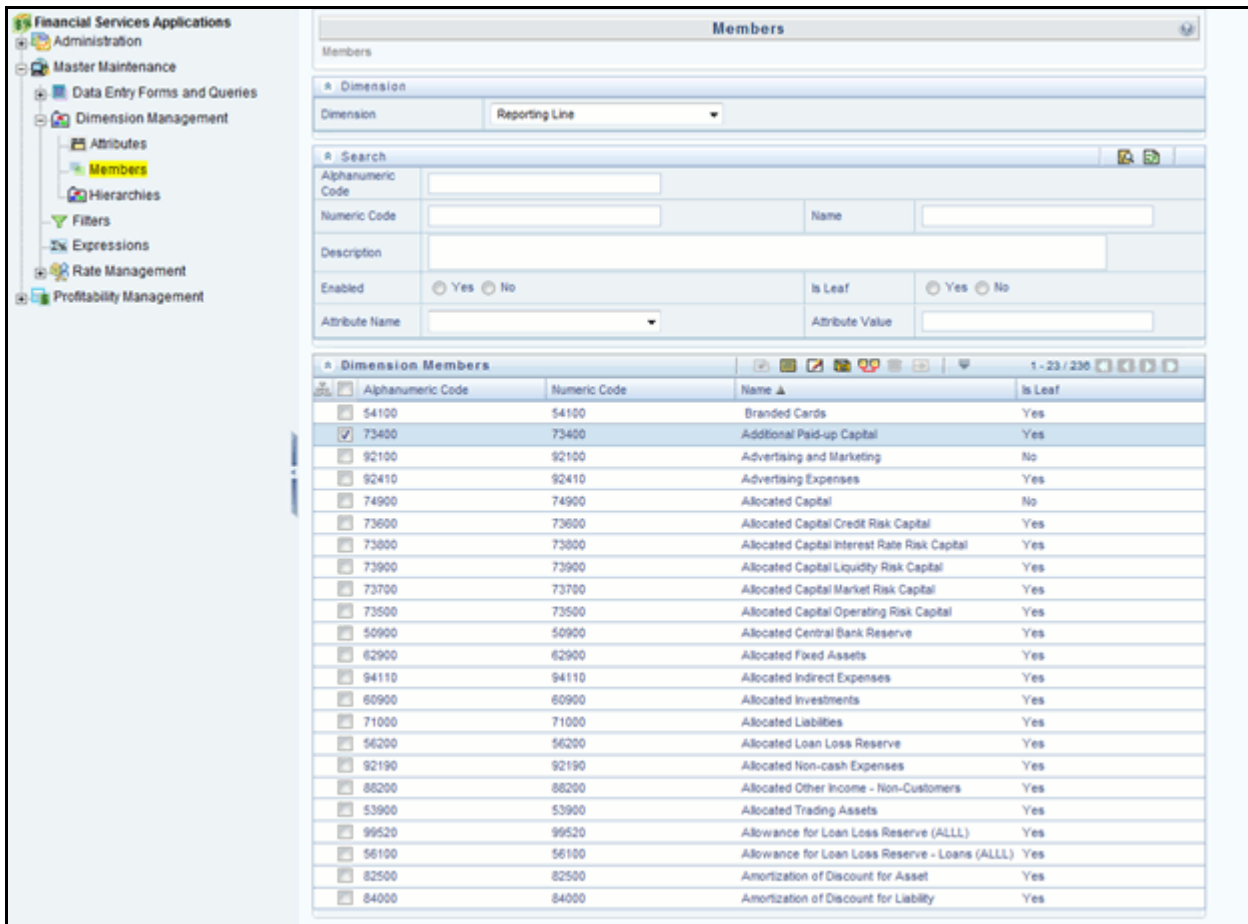 Financial Services Applications
Administration
Master Maintenance
Data Entry Forms and Queries
Dimension Management
Attributes
Members
Hierarchies
Filters
Expressions
Rate Management
Profitability Management
Members
Members
Dimension
Dimension Reporting Line
Search
Alphanumeric
Code
Numeric Code Name
Description
Enabled Yes No Is Leaf Yes No
Attribute Name Attribute Value
Dimension Members 1 - 23 / 236
Alphanumeric Code Numeric Code Name Is Leaf
54100 54100 Branded Cards Yes
73400 73400 Additional Paid-up Capital Yes
92100 92100 Advertising and Marketing No
92410 92410 Advertising Expenses Yes
74900 74900 Allocated Capital No
73600 73600 Allocated Capital Credit Risk Capital Yes
73800 73800 Allocated Capital Interest Rate Risk Capital Yes
73900 73900 Allocated Capital Liquidity Risk Capital Yes
73700 73700 Allocated Capital Market Risk Capital Yes
73500 73500 Allocated Capital Operating Risk Capital Yes
50900 50900 Allocated Central Bank Reserve Yes
62900 62900 Allocated Fixed Assets Yes
94110 94110 Allocated Indirect Expenses Yes
60900 60900 Allocated Investments Yes
71000 71000 Allocated Liabilities Yes
56200 56200 Allocated Loan Loss Reserve Yes
92190 92190 Allocated Non-cash Expenses Yes
88200 88200 Allocated Other Income - Non-Customers Yes
53900 53900 Allocated Trading Assets Yes
99520 99520 Allowance for Loan Loss Reserve (ALLL) Yes
56100 56100 Allowance for Loan Loss Reserve - Loans (ALLL) Yes
82500 82500 Amortization of Discount for Asset Yes
84000 84000 Amortization of Discount for Liability Yes